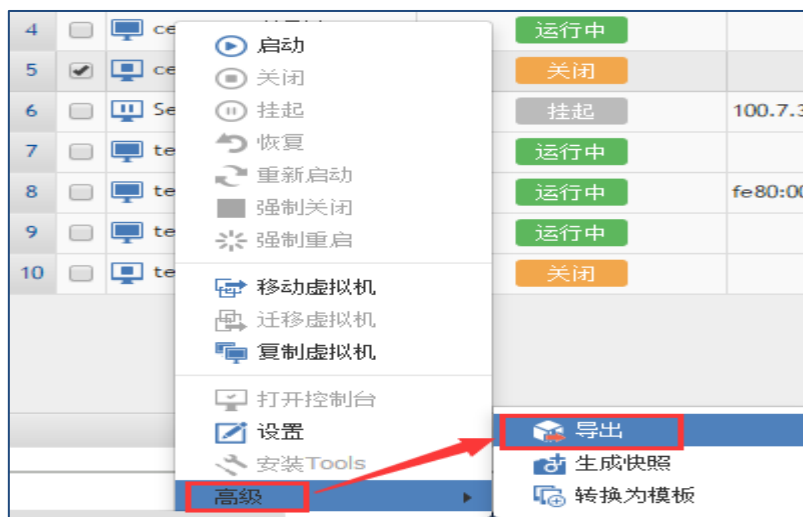 4 ce 运行中
5 ce 关闭
6 Se 挂起 100.7.3
7 te 运行中
8 te 运行中 fe80:00
9 te 运行中
10 te 关闭
启动
关闭
挂起
恢复
重新启动
强制关闭
强制重启
移动虚拟机
迁移虚拟机
复制虚拟机
打开控制台
设置
安装Tools
高级
导出
生成快照
转换为模板